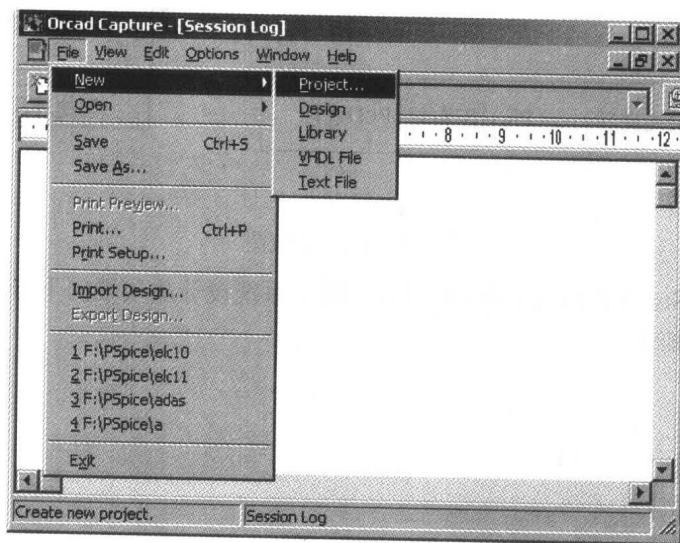 Orcad Capture - [Session Log]
File View Edit Options Window Help
New
Open
Save Ctrl+S
Save As...
Print Preview...
Print... Ctrl+P
Print Setup...
Import Design...
Export Design...
1 F:\PSpice\elc10
2 F:\PSpice\elc11
3 F:\PSpice\adas
4 F:\PSpice\a
Exit
Project...
Design
Library
VHDL File
Text File
8 9 10 11 12
Create new project. Session Log